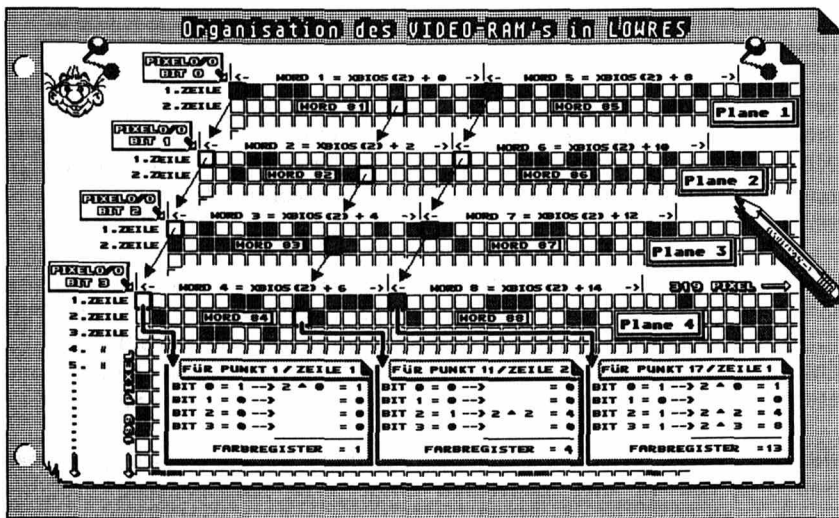 Organisation des VIDEO-RAM's in LOWRES
PIXEL0/0
BIT 0
<- WORD 1 = XBIOS(2) + 0 -> <- WORD 5 = XBIOS(2) + 8 ->
1.ZEILE
2.ZEILE
WORD 81 WORD 85
Plane 1
PIXEL0/0
BIT 1
<- WORD 2 = XBIOS(2) + 2 -> <- WORD 6 = XBIOS(2) + 10 ->
1.ZEILE
2.ZEILE
WORD 82 WORD 86
Plane 2
PIXEL0/0
BIT 2
<- WORD 3 = XBIOS(2) + 4 -> <- WORD 7 = XBIOS(2) + 12 ->
1.ZEILE
2.ZEILE
WORD 83 WORD 87
Plane 3
PIXEL0/0
BIT 3
<- WORD 4 = XBIOS(2) + 6 -> <- WORD 8 = XBIOS(2) + 14 -> 319 PIXEL
1.ZEILE
2.ZEILE
WORD 84 WORD 88
Plane 4
3.ZEILE
4. "
5. "
199 PIXEL
FÜR PUNKT 1/ZEILE 1
BIT 0 = 1 --> 2 ^ 0 = 1
BIT 1 = 0 --> = 0
BIT 2 = 0 --> = 0
BIT 3 = 0 --> = 0
FARBREGISTER = 1
FÜR PUNKT 11/ZEILE 2
BIT 0 = 0 --> = 0
BIT 1 = 0 --> = 0
BIT 2 = 1 --> 2 ^ 2 = 4
BIT 3 = 0 --> = 0
FARBREGISTER = 4
FÜR PUNKT 17/ZEILE 1
BIT 0 = 1 --> 2 ^ 0 = 1
BIT 1 = 0 --> = 0
BIT 2 = 1 --> 2 ^ 2 = 4
BIT 3 = 1 --> 2 ^ 3 = 8
FARBREGISTER =13